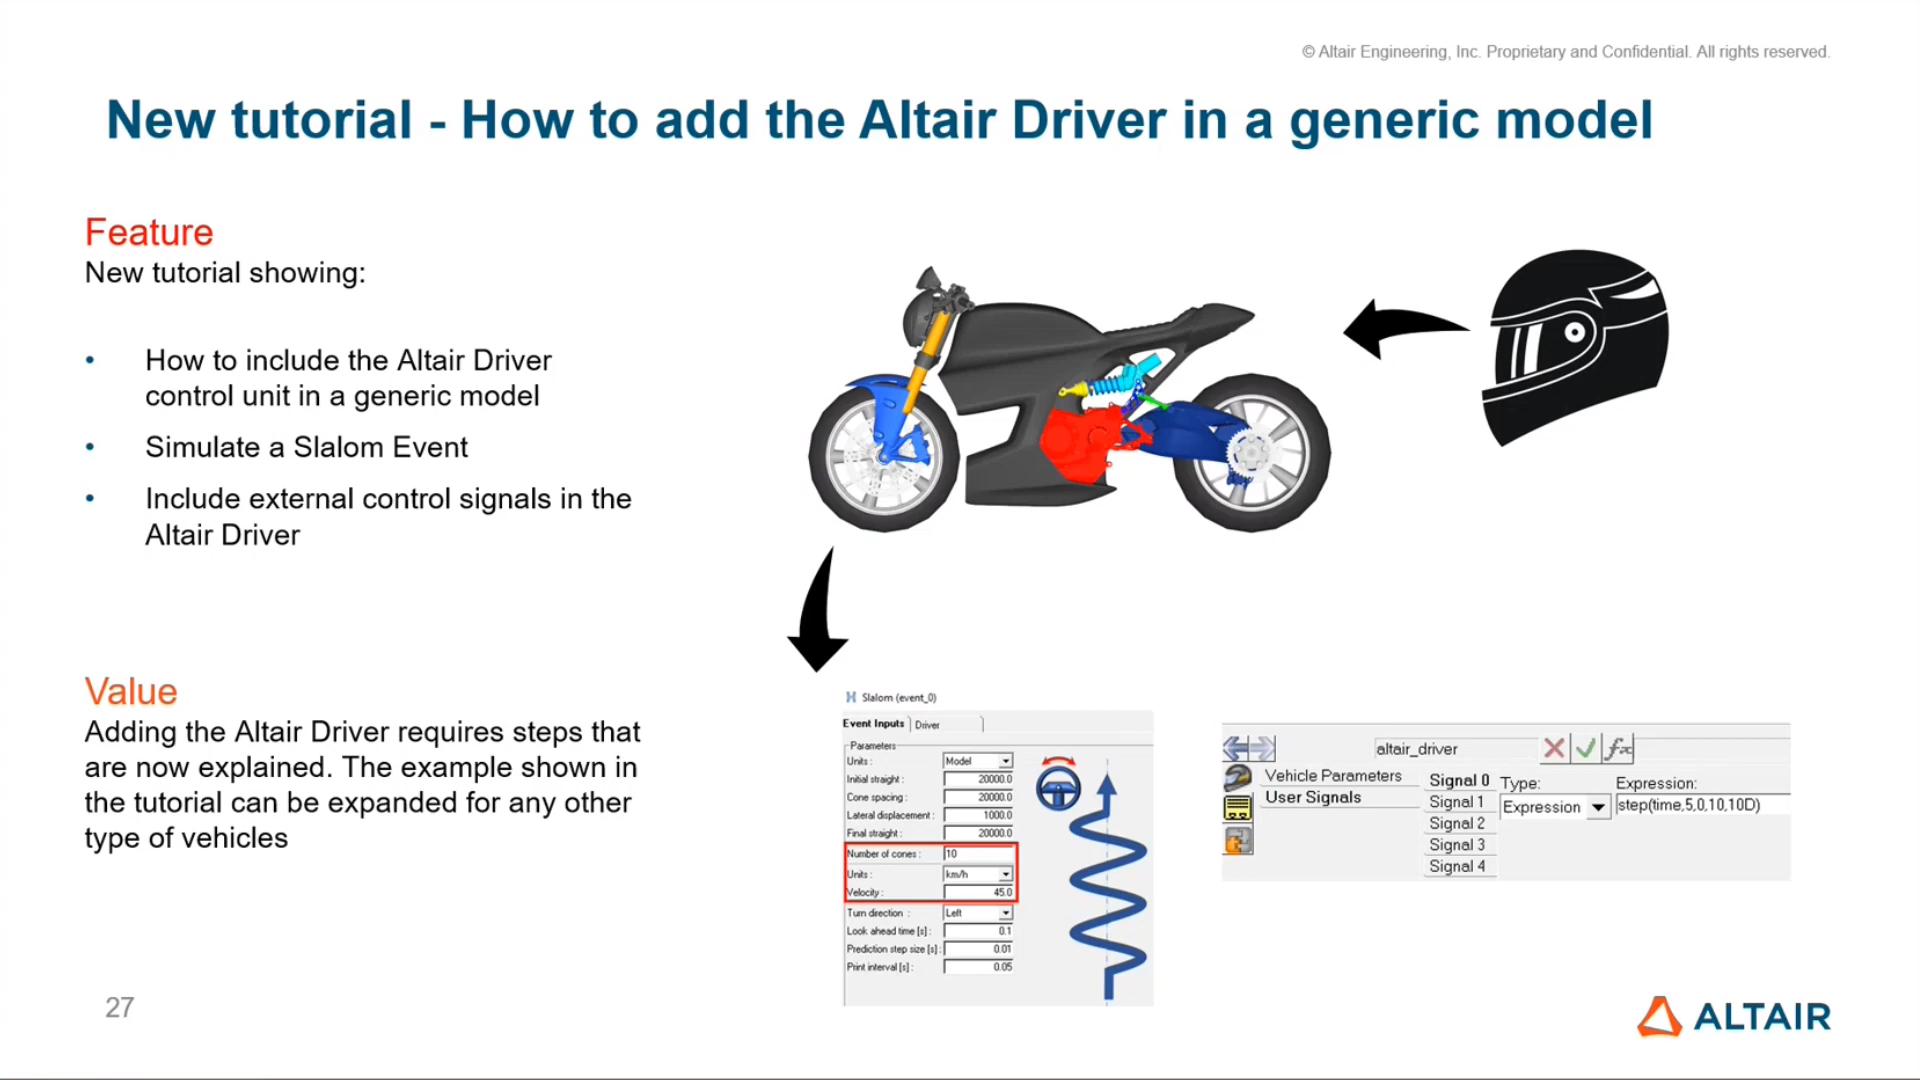 © Altair Engineering, Inc. Proprietary and Confidential. All rights reserved.
New tutorial - How to add the Altair Driver in a generic model
Feature
New tutorial showing:
• How to include the Altair Driver
control unit in a generic model
• Simulate a Slalom Event
• Include external control signals in the
Altair Driver
Value
Adding the Altair Driver requires steps that
are now explained. The example shown in
the tutorial can be expanded for any other
type of vehicles
Slalom (event_0)
Event Inputs Driver
Parameters
Units : Model
Initial straight : 20000.0
Cone spacing : 20000.0
Lateral displacement : 1000.0
Final straight : 20000.0
Number of cones : 10
Units : km/h
Velocity : 45.0
Turn direction : Left
Look ahead time [s] : 0.1
Prediction step size [s] : 0.01
Print interval [s] : 0.05
altair_driver
Vehicle Parameters
User Signals
Signal 0
Signal 1
Signal 2
Signal 3
Signal 4
Type:
Expression
Expression:
step(time,5,0,10,10D)
27
ALTAIR